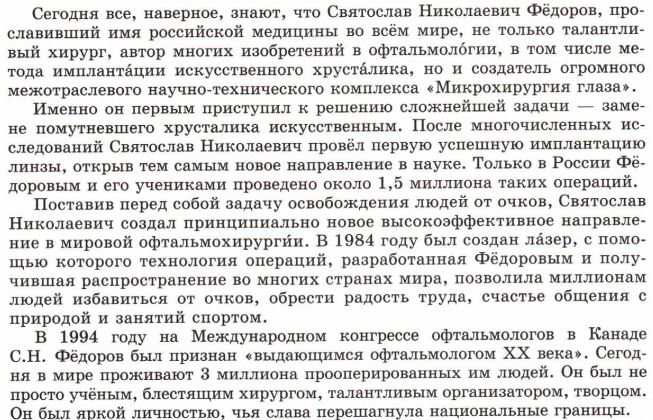 Сегодня все, наверное, знают, что Святослав Николаевич Фёдоров, про-
славивший имя российской медицины во всём мире, не только талантли-
вый хирург, автор многих изобретений в офтальмоло́гии, в том числе ме-
тода имплантáции искусственного хрустáлика, но и создатель огромного
межотраслевого научно-технического комплекса «Микрохирургия глаза».
Именно он первым приступил к решению сложнейшей задачи — заме-
не помутневшего хрусталика искусственным. После многочисленных ис-
следований Святослав Николаевич провёл первую успешную имплантацию
линзы, открыв тем самым новое направление в науке. Только в России Фё-
доровым и его учениками проведено около 1,5 миллиона таких операций.
Поставив перед собой задачу освобождения людей от очков, Святослав
Николаевич создал принципиально новое высокоэффективное направле-
ние в мировой офтальмохирурги́и. В 1984 году был создан лáзер, с помо-
щью которого технология операций, разработанная Фёдоровым и полу-
чившая распространение во многих странах мира, позволила миллионам
людей избавиться от очков, обрести радость труда, счастье общения с
природой и занятий спортом.
В 1994 году на Международном конгрессе офтальмологов в Канаде
С.Н. Фёдоров был признан «выдающимся офтальмологом XX века». Сегод-
ня в мире проживают 3 миллиона прооперированных им людей. Он был не
просто учёным, блестящим хирургом, талантливым организатором, творцом.
Он был яркой личностью, чья слава перешагнула национальные границы.